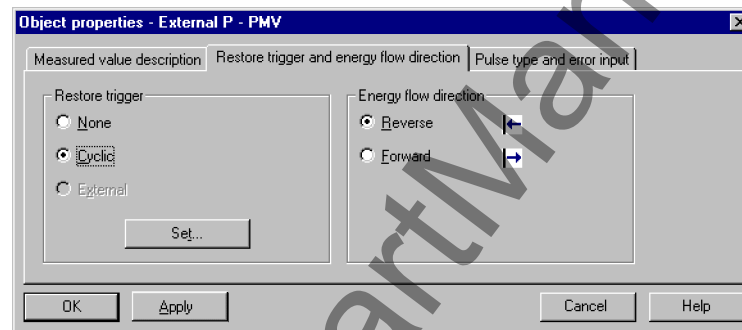 Object properties - External P - PMV
Measured value description
Restore trigger and energy flow direction
Pulse type and error input
Restore trigger
None
Cyclic
External
Set...
Energy flow direction
Reverse
Forward
OK
Apply
Cancel
Help